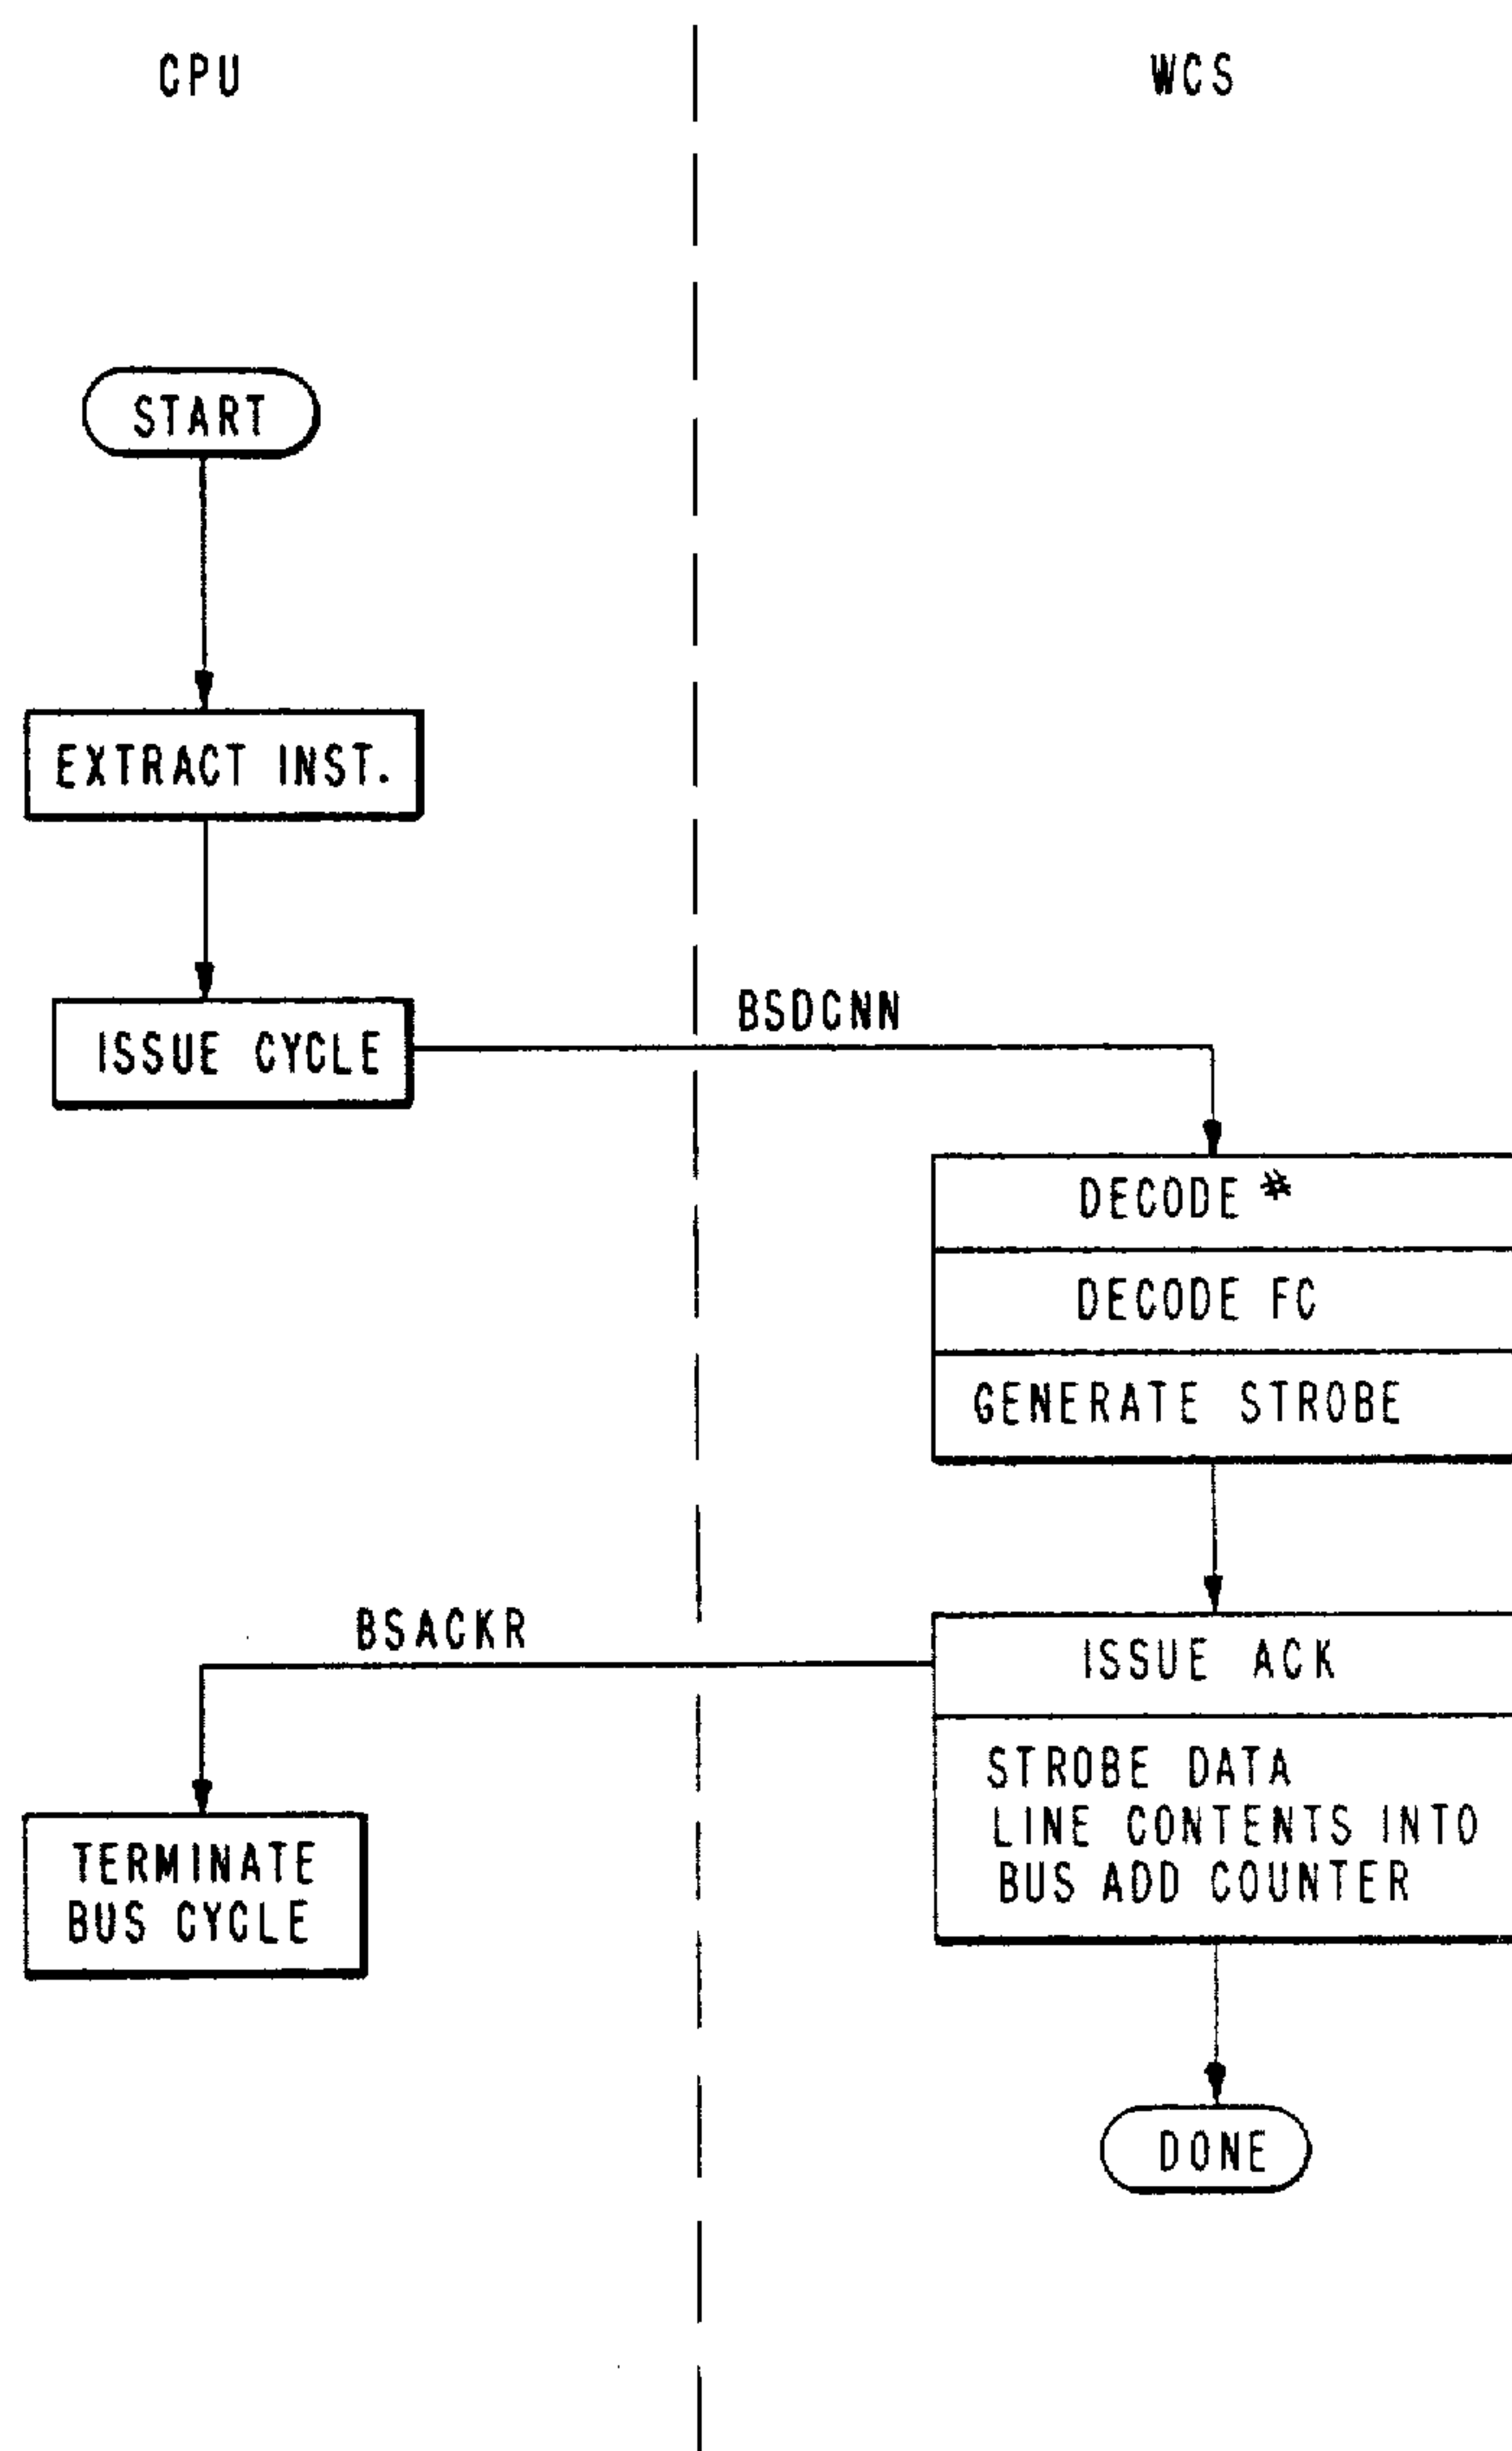 CPU
WCS
START
EXTRACT INST.
ISSUE CYCLE
BSDCNN
DECODE *
DECODE FC
GENERATE STROBE
BSACKR
ISSUE ACK
STROBE DATA
LINE CONTENTS INTO
BUS ADD COUNTER
TERMINATE
BUS CYCLE
DONE